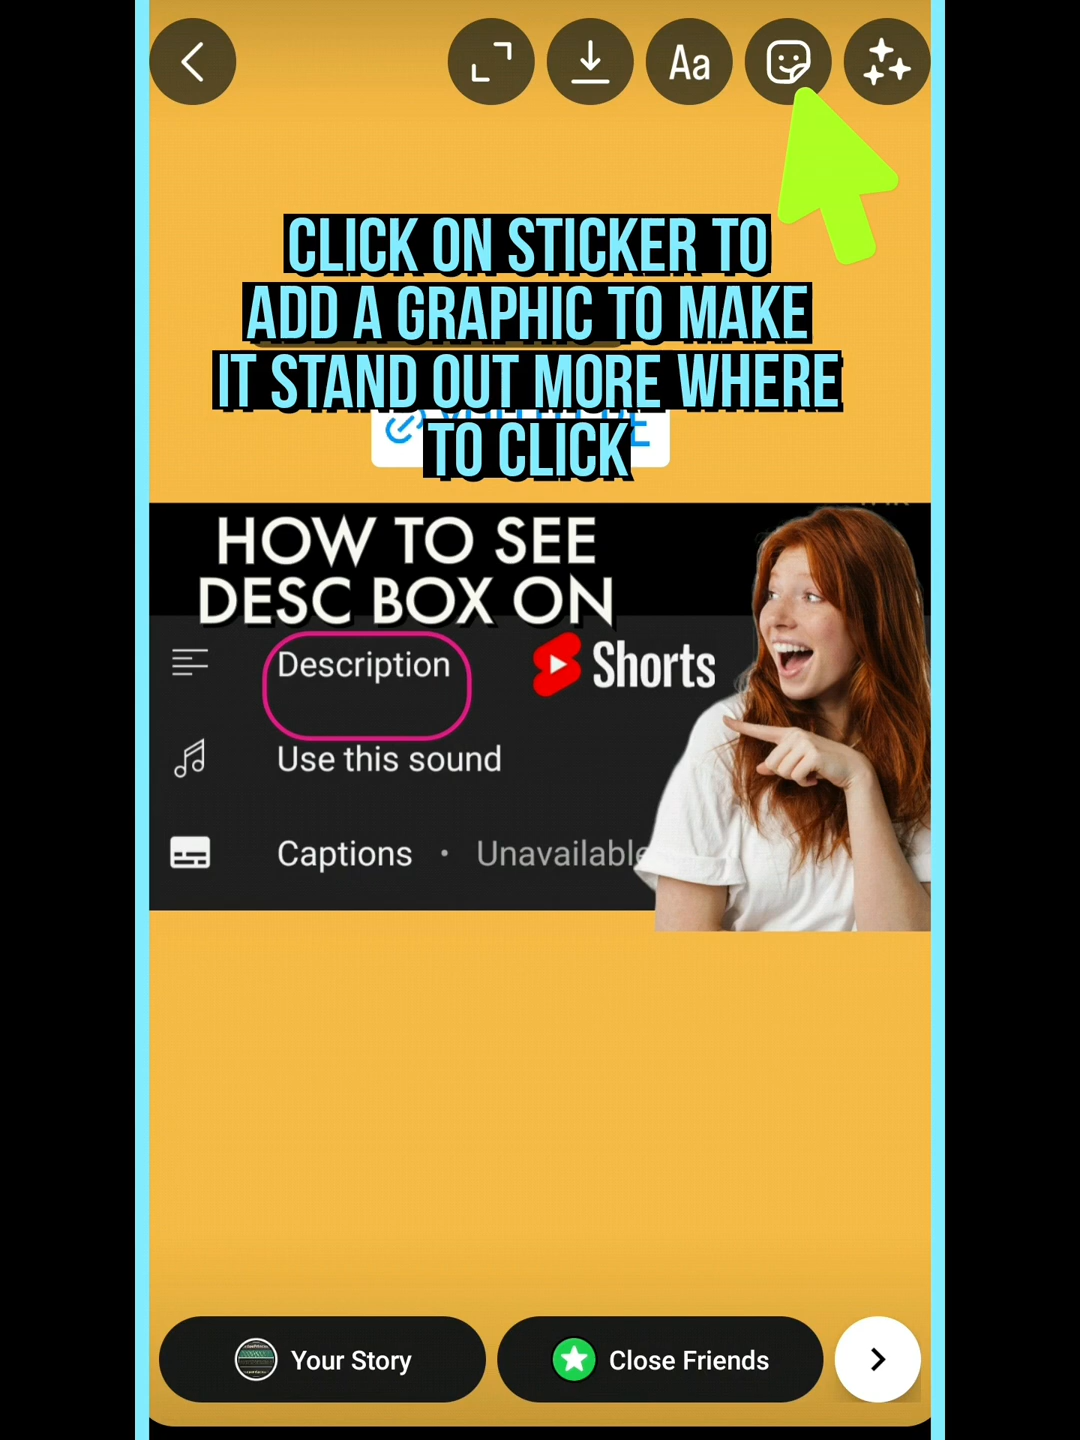 Aa
CLICK ON STICKER TO
ADD A GRAPHIC TO MAKE
IT STAND OUT MORE WHERE
TO CLICK
HOW TO SEE
DESC BOX ON
Description
Shorts
Use this sound
Captions • Unavailable
Your Story
Close Friends